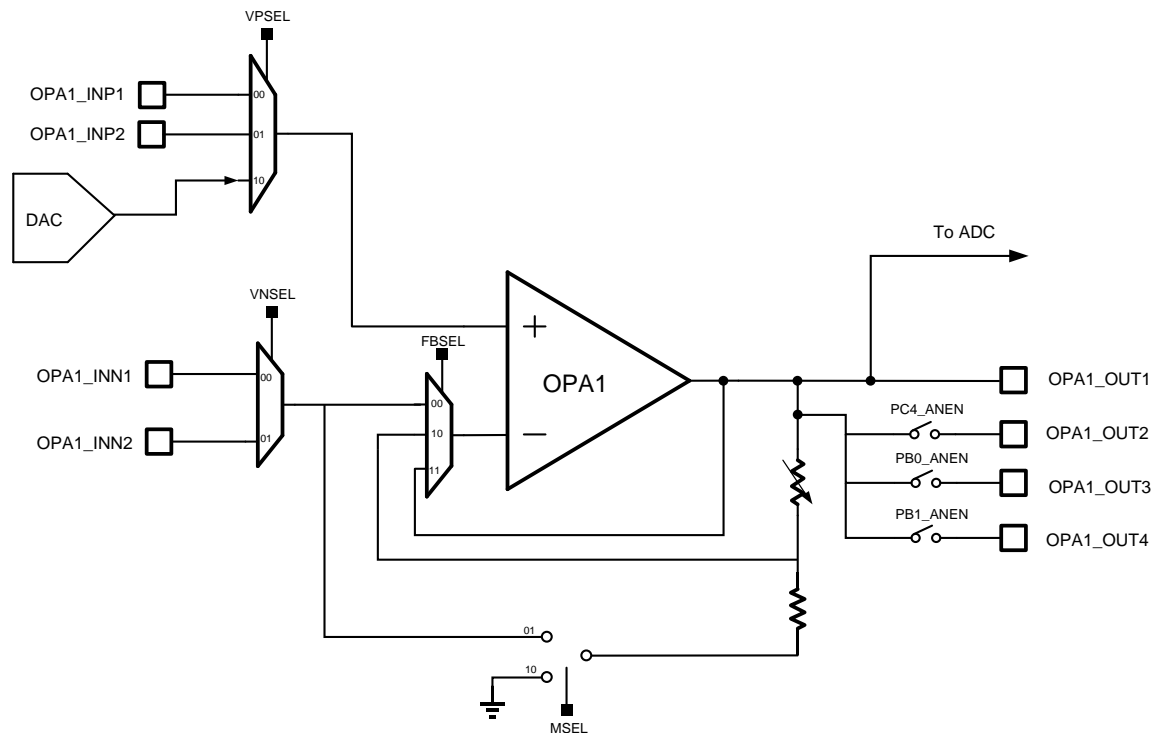 VPSEL
OPA1_INP1
00
OPA1_INP2
01
10
DAC
To ADC
VNSEL
FBSEL
OPA1_INN1
00
OPA1
OPA1_OUT1
00
PC4_ANEN
OPA1_INN2
01
10
OPA1_OUT2
11
PB0_ANEN
OPA1_OUT3
PB1_ANEN
OPA1_OUT4
01
10
MSEL